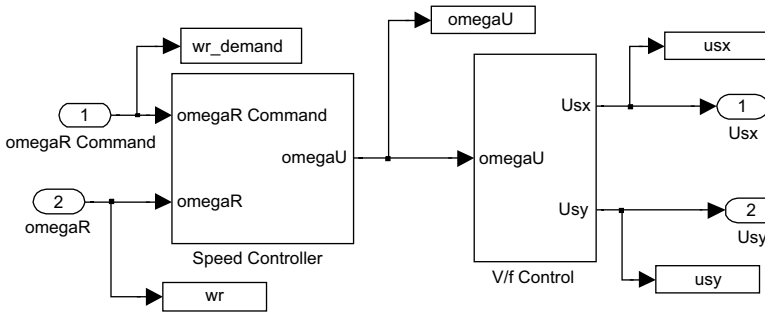 omegaU
wr_demand
usx
1
omegaR Command
omegaR Command
omegaU
omegaU
Usx
1
Usx
2
omegaR
omegaR
Usy
2
Usy
Speed Controller
V/f Control
usy
wr